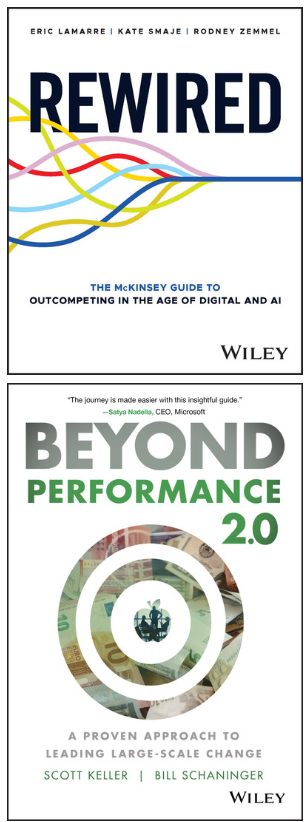 ERIC LAMARRE | KATE SMAJE | RODNEY ZEMMEL
REWIRED
THE McKINSEY GUIDE TO
OUTCOMPETING IN THE AGE OF DIGITAL AND AI
WILEY
"The journey is made easier with this insightful guide."
—Satya Nadella, CEO, Microsoft
BEYOND
PERFORMANCE
2.0
A PROVEN APPROACH TO
LEADING LARGE-SCALE CHANGE
SCOTT KELLER | BILL SCHANINGER
WILEY